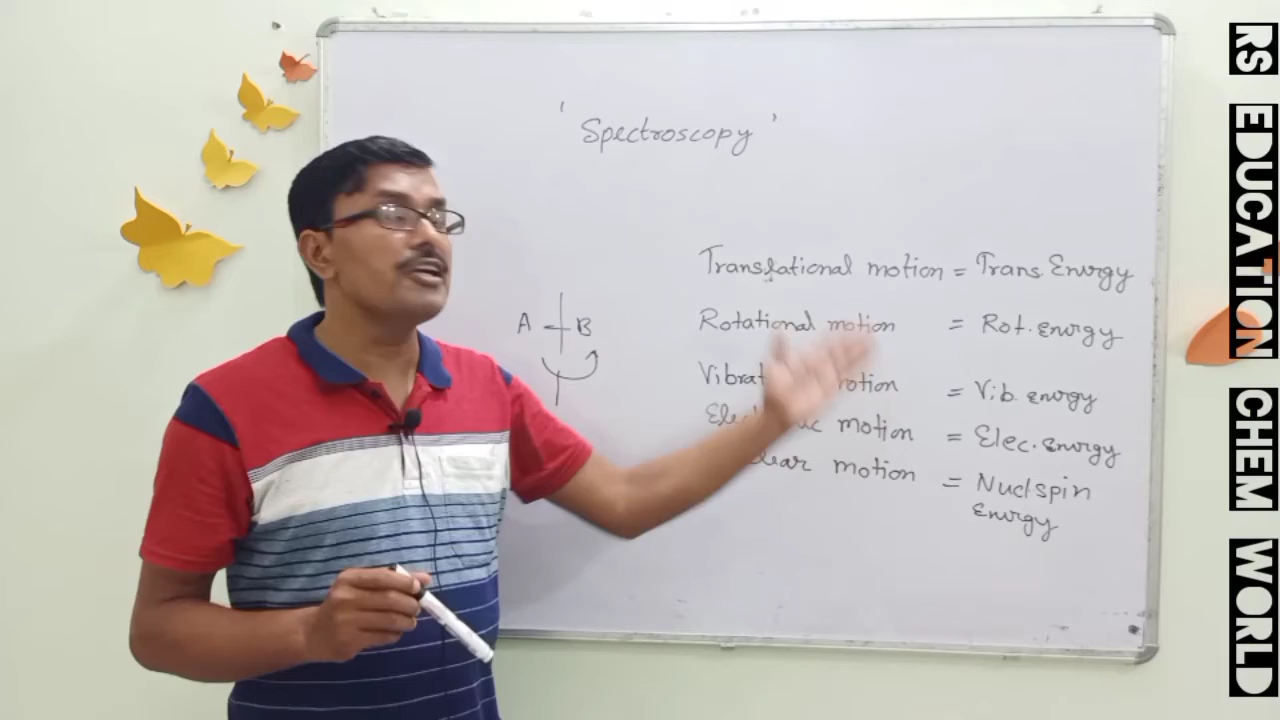 ' Spectroscopy '
Translational motion = Trans. Energy
A B
Rotational motion = Rot. energy
motion = Vib. energy
motion = Elec. energy
motion = Nucl spin
energy
RS EDUCATION CHEM WORLD